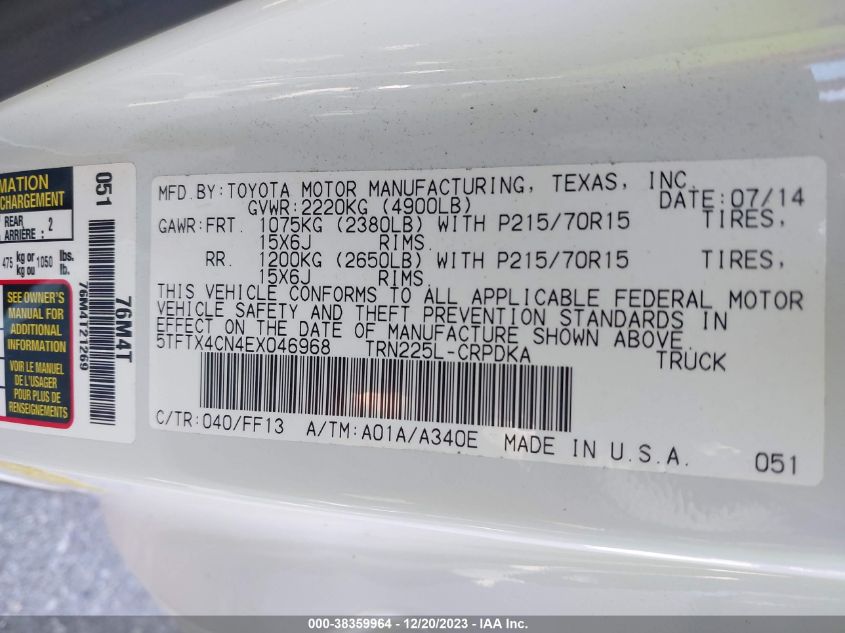 MATION
CHARGEMENT
REAR 2
ARRIÈRE :
475 kg or 1050 lbs.
kg ou lb.
SEE OWNER'S
MANUAL FOR
ADDITIONAL
INFORMATION
VOIR LE MANUEL
DE L'USAGER
POUR PLUS DE
RENSEIGNEMENTS
051
76M4T21269
76M4T
MFD.BY:TOYOTA MOTOR MANUFACTURING, TEXAS, INC. DATE:07/14
GVWR:2220KG (4900LB)
GAWR:FRT. 1075KG (2380LB) WITH P215/70R15 TIRES,
15X6J RIMS.
RR. 1200KG (2650LB) WITH P215/70R15 TIRES,
15X6J RIMS.
THIS VEHICLE CONFORMS TO ALL APPLICABLE FEDERAL MOTOR
VEHICLE SAFETY AND THEFT PREVENTION STANDARDS IN
EFFECT ON THE DATE OF MANUFACTURE SHOWN ABOVE.
5TFTX4CN4EX046968 TRN225L-CRPDKA TRUCK
C/TR:040/FF13 A/TM:A01A/A340E MADE IN U.S.A. 051
000-38359964 - 12/20/2023 - IAA Inc.